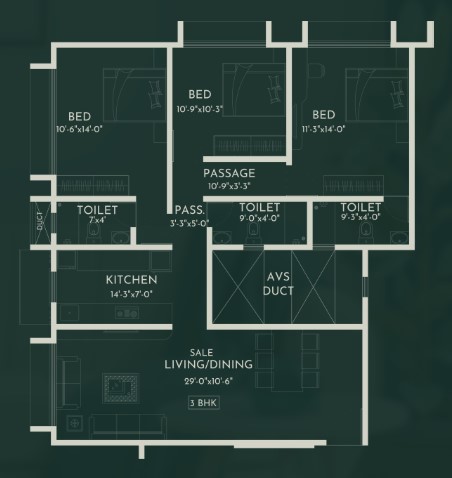 BED
10'-6"x14'-0"
BED
10'-9"x10'-3"
BED
11'-3"x14'-0"
PASSAGE
10'-9"x3'-3"
DUCT
TOILET
7'x4'
PASS.
3'-3"x5'-0"
TOILET
9'-0"x4'-0"
TOILET
9'-3"x4'-0"
KITCHEN
14'-3"x7'-0"
AVS
DUCT
SALE
LIVING/DINING
29'-0"x10'-6"
3 BHK